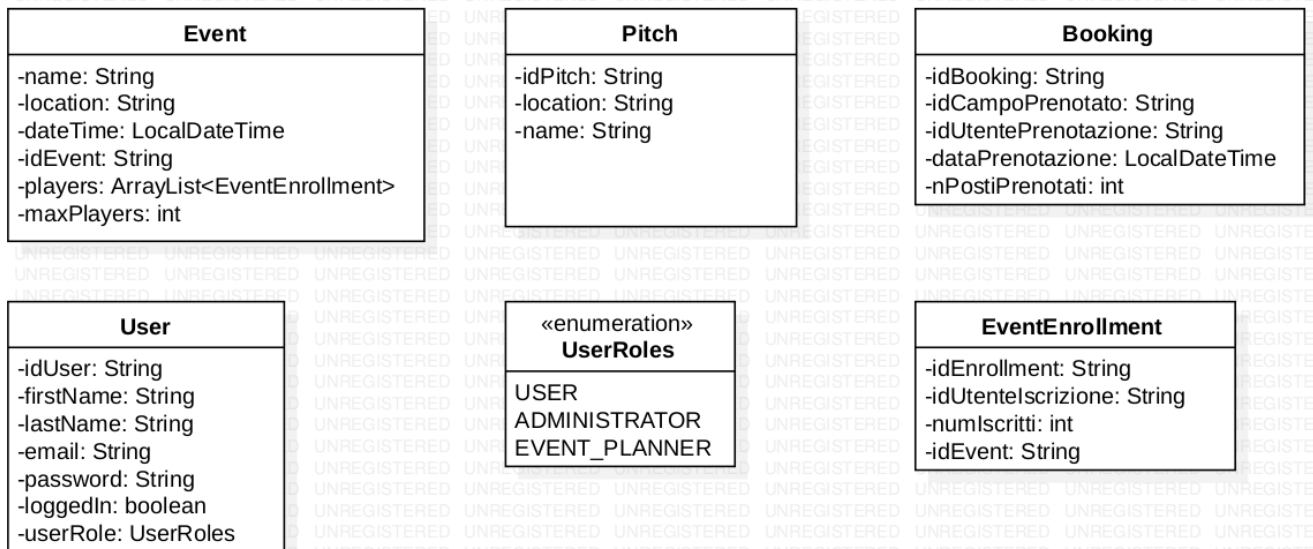 Event
-name: String
-location: String
-dateTime: LocalDateTime
-idEvent: String
-players: ArrayList<EventEnrollment>
-maxPlayers: int
Pitch
-idPitch: String
-location: String
-name: String
Booking
-idBooking: String
-idCampoPrenotato: String
-idUtentePrenotazione: String
-dataPrenotazione: LocalDateTime
-nPostiPrenotati: int
User
-idUser: String
-firstName: String
-lastName: String
-email: String
-password: String
-loggedIn: boolean
-userRole: UserRoles
«enumeration»
UserRoles
USER
ADMINISTRATOR
EVENT_PLANNER
EventEnrollment
-idEnrollment: String
-idUtenteIscrizione: String
-numIscritti: int
-idEvent: String
UNREGISTERED